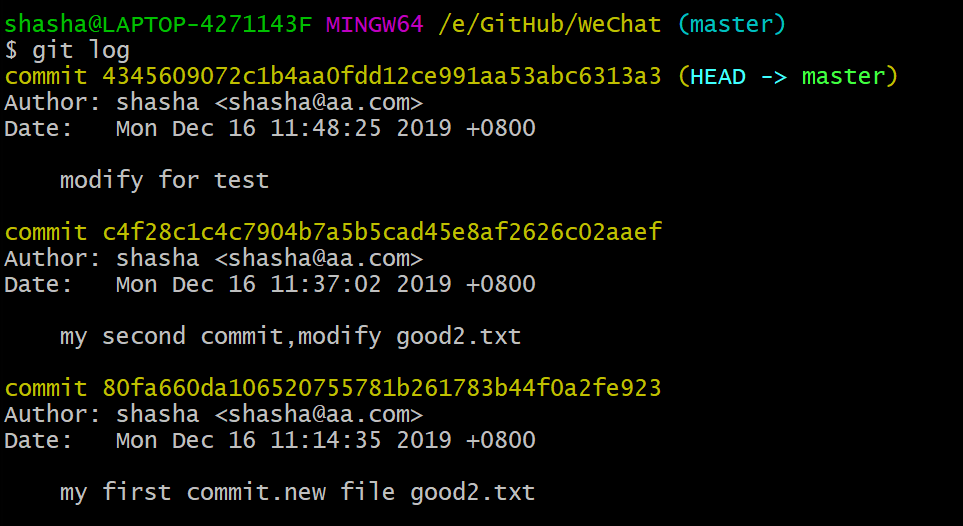 shasha@LAPTOP-4271143F MINGW64 /e/GitHub/WeChat (master)
$ git log
commit 4345609072c1b4aa0fdd12ce991aa53abc6313a3 (HEAD -> master)
Author: shasha <shasha@aa.com>
Date:   Mon Dec 16 11:48:25 2019 +0800
    modify for test
commit c4f28c1c4c7904b7a5b5cad45e8af2626c02aaef
Author: shasha <shasha@aa.com>
Date:   Mon Dec 16 11:37:02 2019 +0800
    my second commit,modify good2.txt
commit 80fa660da106520755781b261783b44f0a2fe923
Author: shasha <shasha@aa.com>
Date:   Mon Dec 16 11:14:35 2019 +0800
    my first commit.new file good2.txt